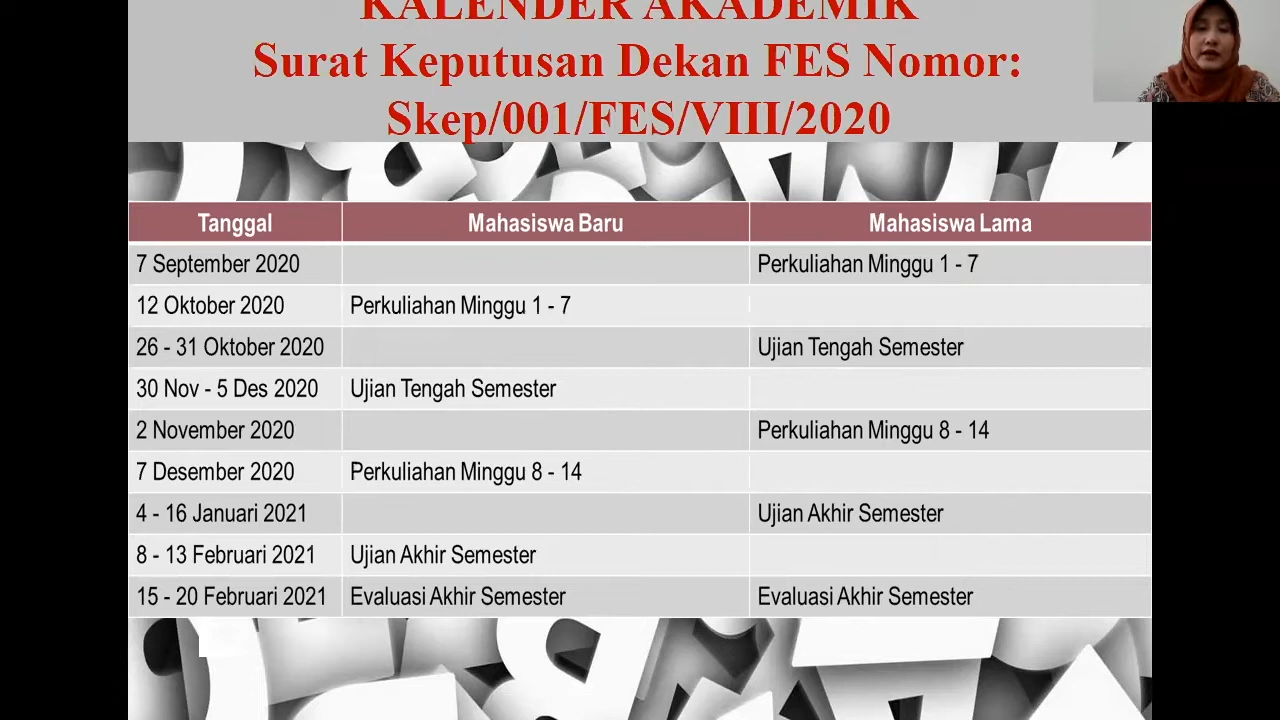 KALENDER AKADEMIK
Surat Keputusan Dekan FES Nomor:
Skep/001/FES/VIII/2020
Tanggal Mahasiswa Baru Mahasiswa Lama
7 September 2020 Perkuliahan Minggu 1 - 7
12 Oktober 2020 Perkuliahan Minggu 1 - 7
26 - 31 Oktober 2020 Ujian Tengah Semester
30 Nov - 5 Des 2020 Ujian Tengah Semester
2 November 2020 Perkuliahan Minggu 8 - 14
7 Desember 2020 Perkuliahan Minggu 8 - 14
4 - 16 Januari 2021 Ujian Akhir Semester
8 - 13 Februari 2021 Ujian Akhir Semester
15 - 20 Februari 2021 Evaluasi Akhir Semester Evaluasi Akhir Semester